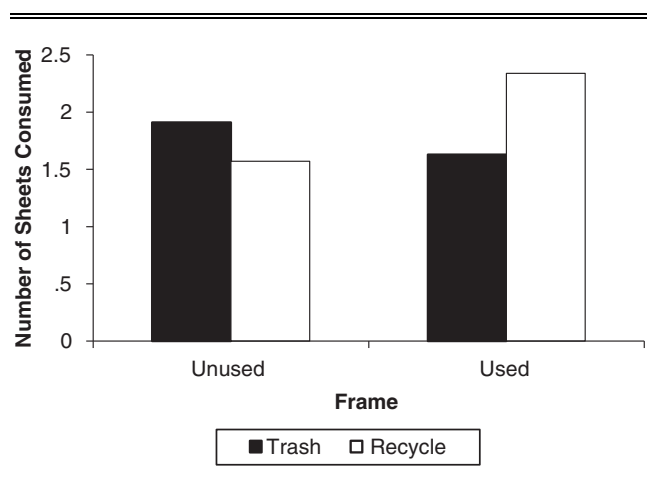 Number of Sheets Consumed
2.5
2
1.5
1
.5
0
Unused Used
Frame
Trash Recycle